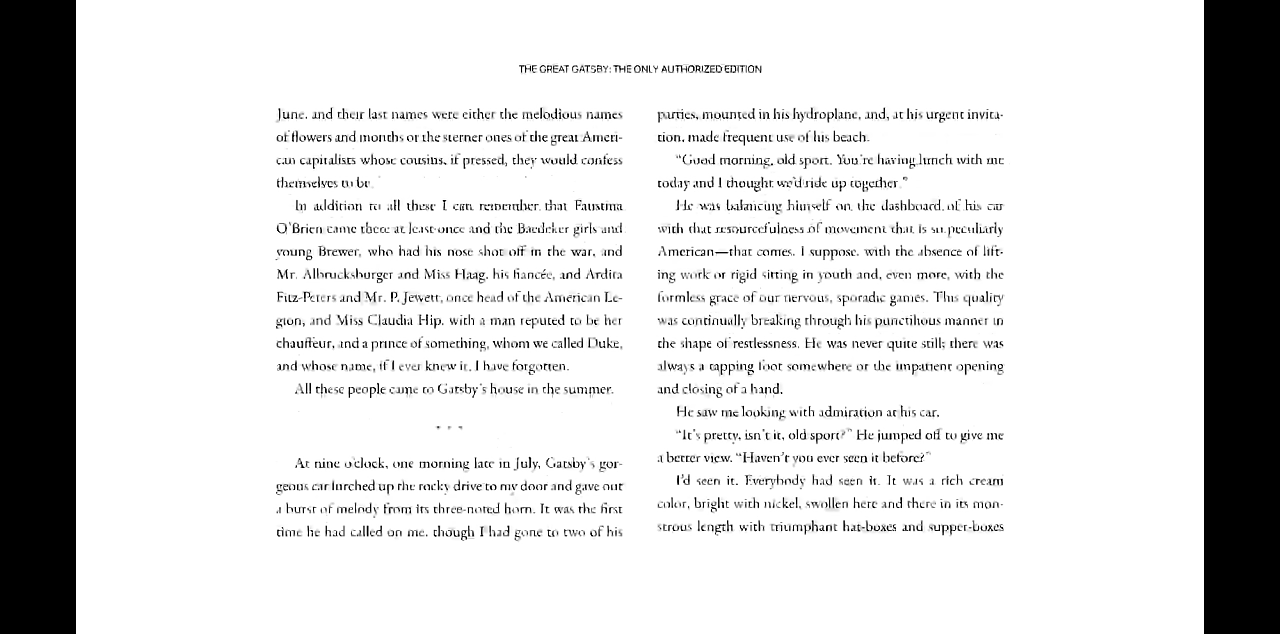 THE GREAT GATSBY: THE ONLY AUTHORIZED EDITION
June, and their last names were either the melodious names
of flowers and months or the sterner ones of the great Ameri-
can capitalists whose cousins, if pressed, they would confess
themselves to be.
In addition to all these I can remember that Faustina
O'Brien came there at least once and the Baedeker girls and
young Brewer, who had his nose shot off in the war, and
Mr. Albrucksburger and Miss Haag, his fiancée, and Ardita
Fitz-Peters and Mr. P. Jewett, once head of the American Le-
gion, and Miss Claudia Hip, with a man reputed to be her
chauffeur, and a prince of something, whom we called Duke,
and whose name, if I ever knew it, I have forgotten.
All these people came to Gatsby's house in the summer.
* * *
At nine o'clock, one morning late in July, Gatsby's gor-
geous car lurched up the rocky drive to my door and gave out
a burst of melody from its three-noted horn. It was the first
time he had called on me, though I had gone to two of his
parties, mounted in his hydroplane, and, at his urgent invita-
tion, made frequent use of his beach.
"Good morning, old sport. You're having lunch with me
today and I thought we'd ride up together."
He was balancing himself on the dashboard of his car
with that resourcefulness of movement that is so peculiarly
American—that comes, I suppose, with the absence of lift-
ing work or rigid sitting in youth and, even more, with the
formless grace of our nervous, sporadic games. This quality
was continually breaking through his punctilious manner in
the shape of restlessness. He was never quite still; there was
always a tapping foot somewhere or the impatient opening
and closing of a hand.
He saw me looking with admiration at his car.
"It's pretty, isn't it, old sport?" He jumped off to give me
a better view. "Haven't you ever seen it before?"
I'd seen it. Everybody had seen it. It was a rich cream
color, bright with nickel, swollen here and there in its mon-
strous length with triumphant hat-boxes and supper-boxes